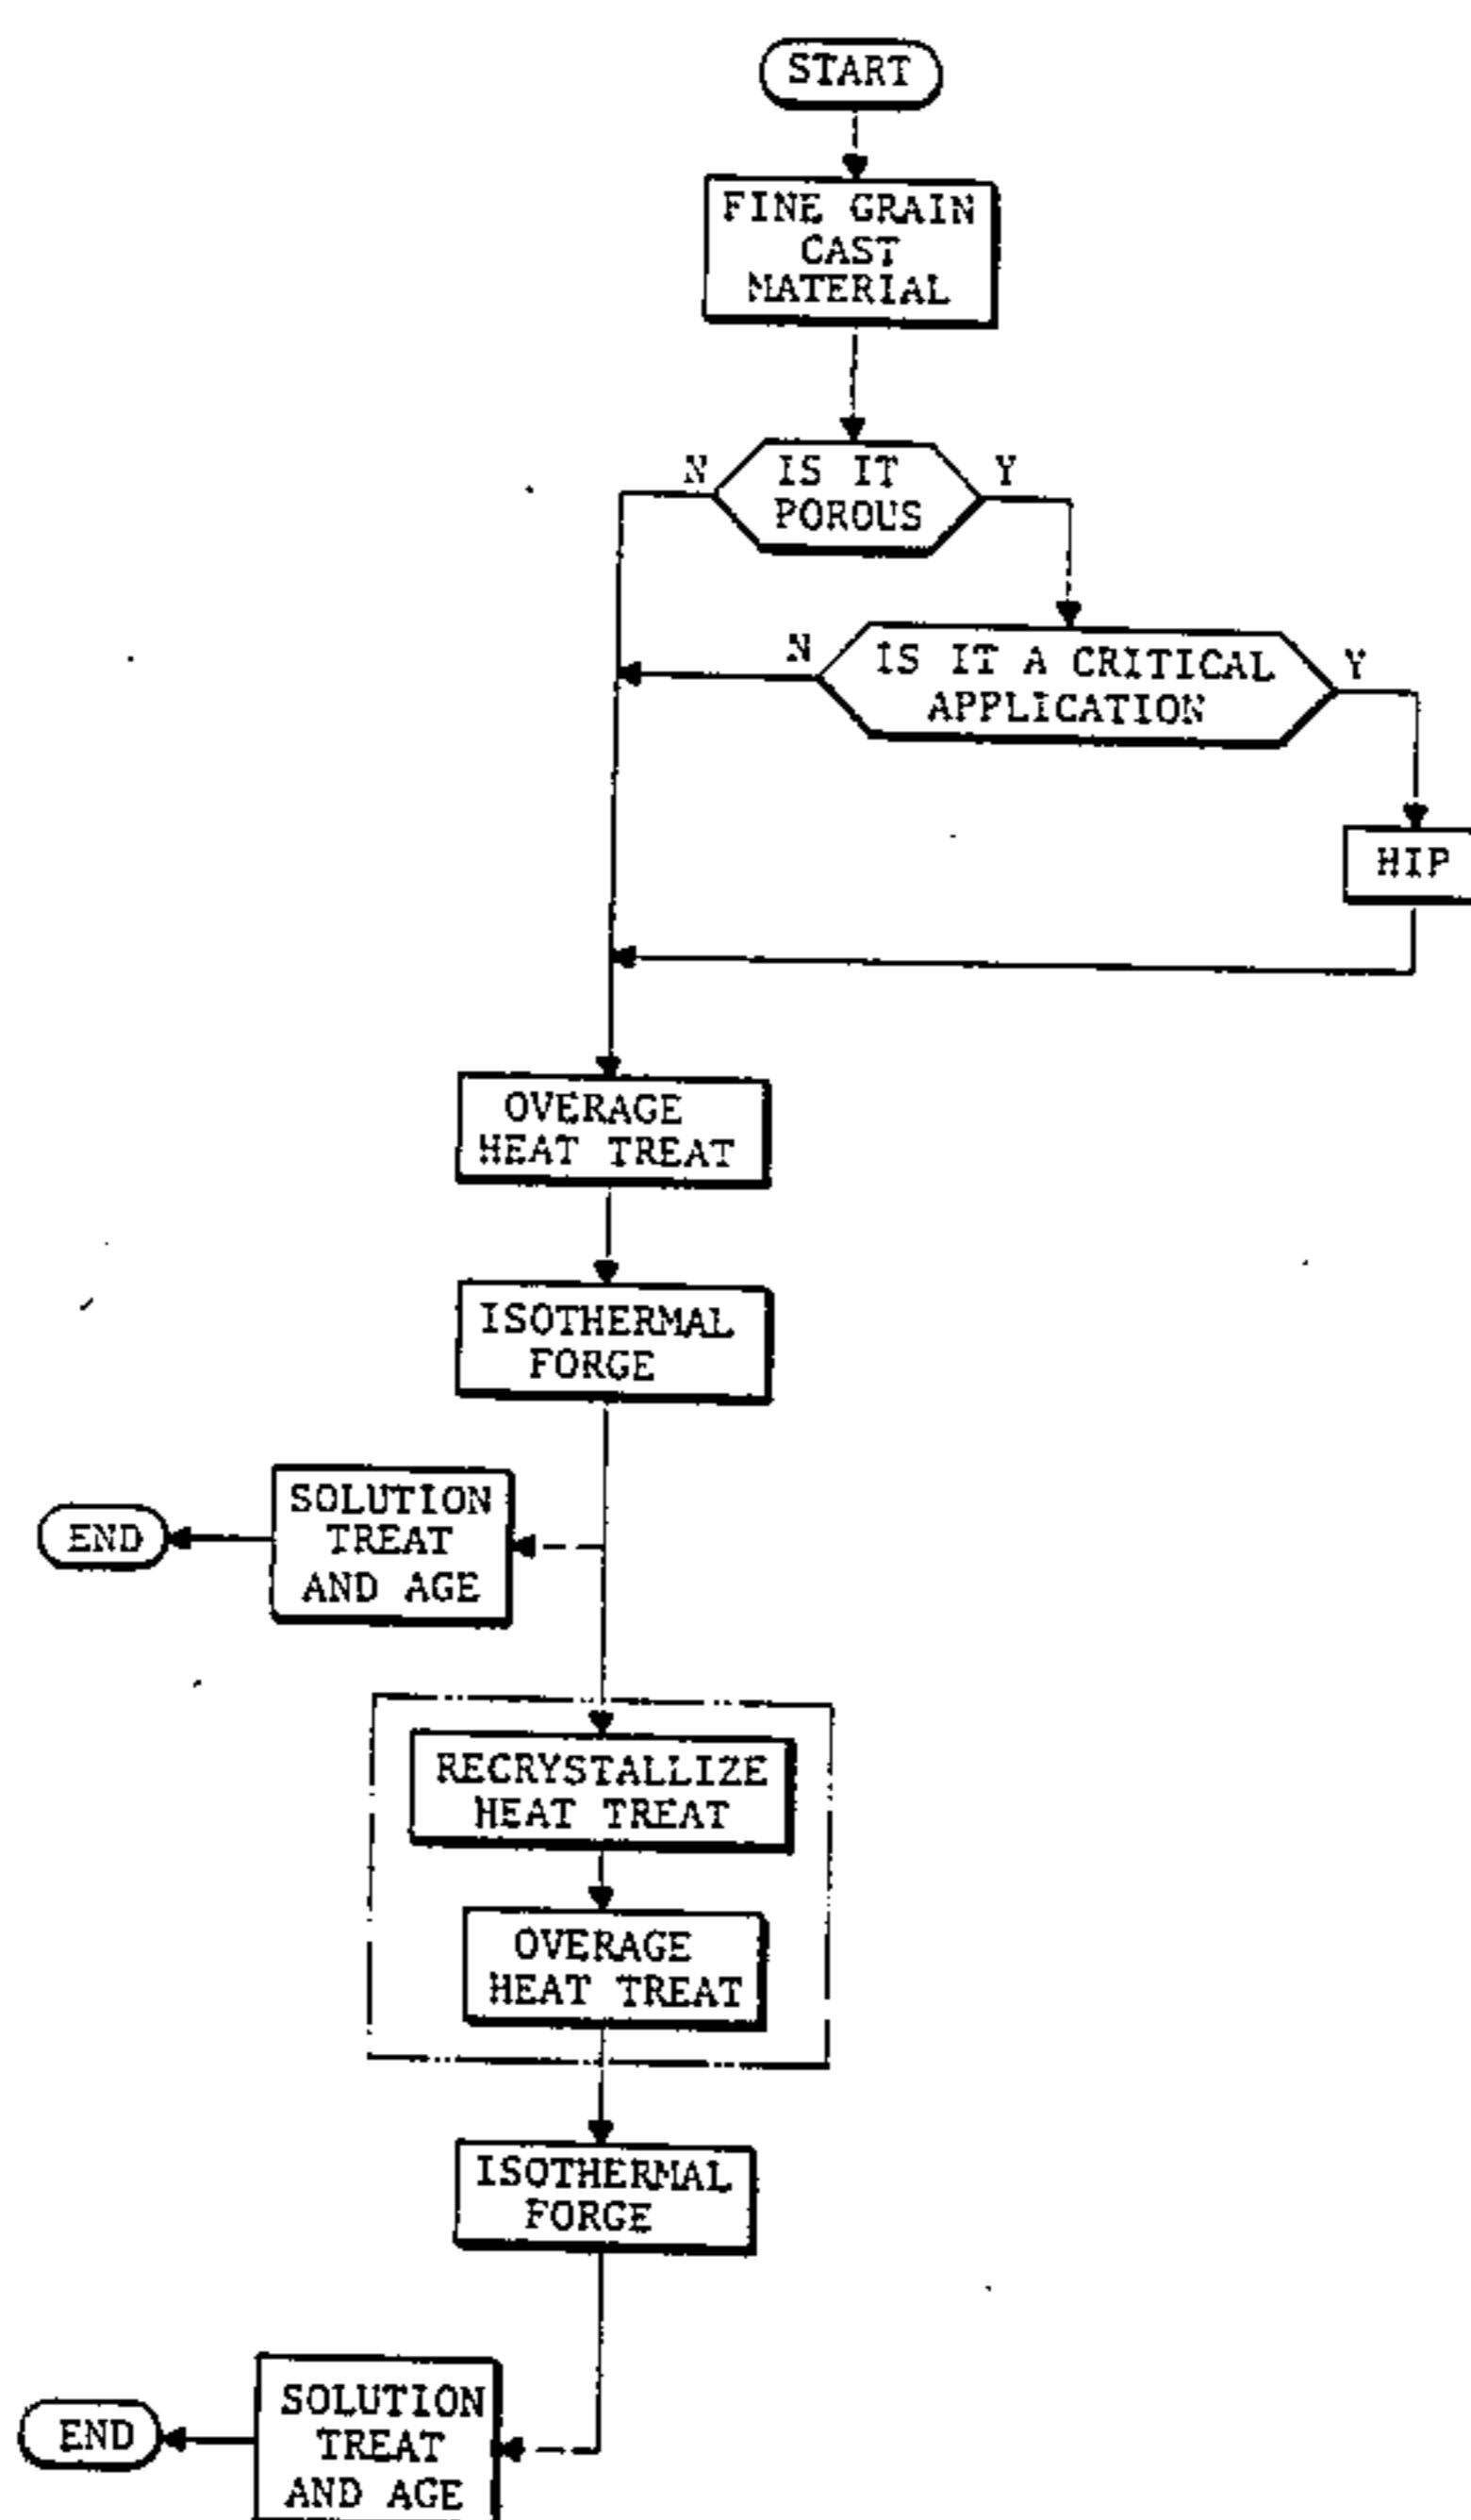 START
FINE GRAIN
CAST
MATERIAL
N
IS IT
POROUS
Y
N
IS IT A CRITICAL
APPLICATION
Y
HIP
OVERAGE
HEAT TREAT
ISOTHERMAL
FORGE
SOLUTION
TREAT
AND AGE
END
RECRYSTALLIZE
HEAT TREAT
OVERAGE
HEAT TREAT
ISOTHERMAL
FORGE
SOLUTION
TREAT
AND AGE
END